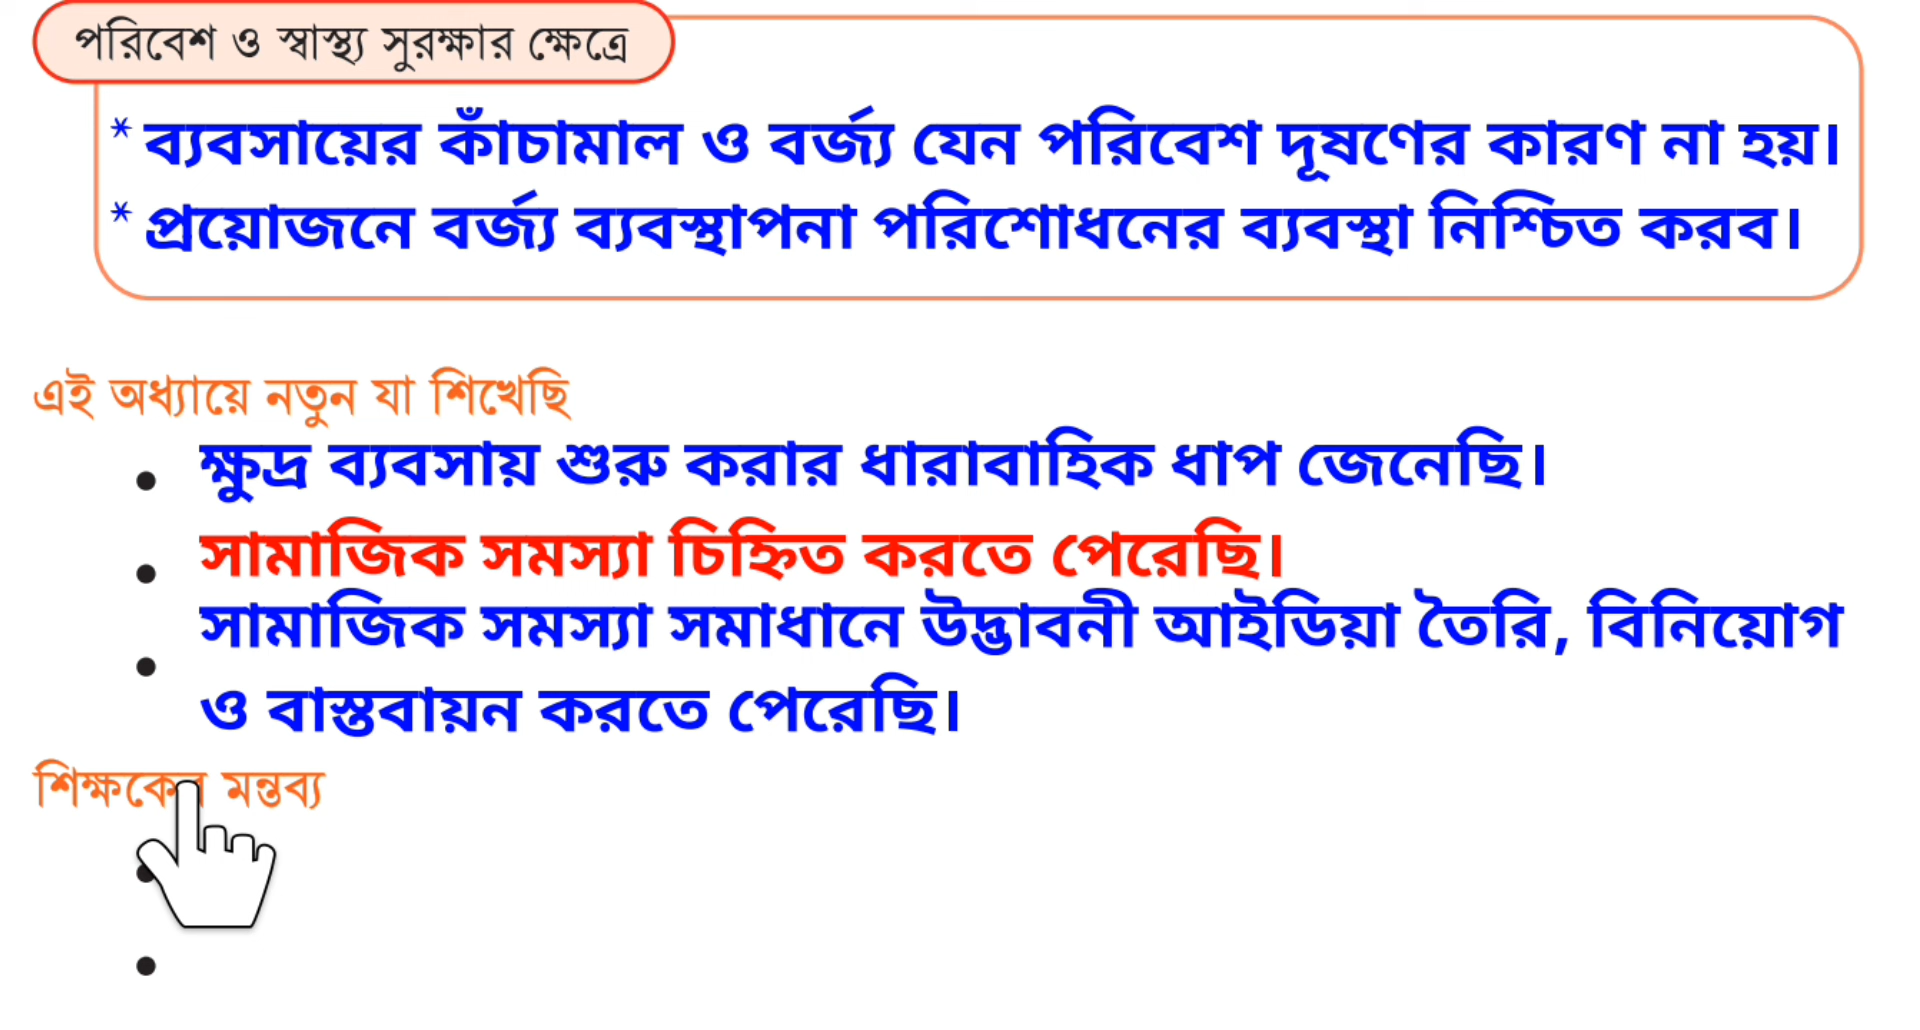 পরিবেশ ও স্বাস্থ্য সুরক্ষার ক্ষেত্রে
* ব্যবসায়ের কাঁচামাল ও বর্জ্য যেন পরিবেশ দূষণের কারণ না হয়।
* প্রয়োজনে বর্জ্য ব্যবস্থাপনা পরিশোধনের ব্যবস্থা নিশ্চিত করব।
এই অধ্যায়ে নতুন যা শিখেছি
• ক্ষুদ্র ব্যবসায় শুরু করার ধারাবাহিক ধাপ জেনেছি।
• সামাজিক সমস্যা চিহ্নিত করতে পেরেছি।
• সামাজিক সমস্যা সমাধানে উদ্ভাবনী আইডিয়া তৈরি, বিনিয়োগ
ও বাস্তবায়ন করতে পেরেছি।
শিক্ষকের মন্তব্য